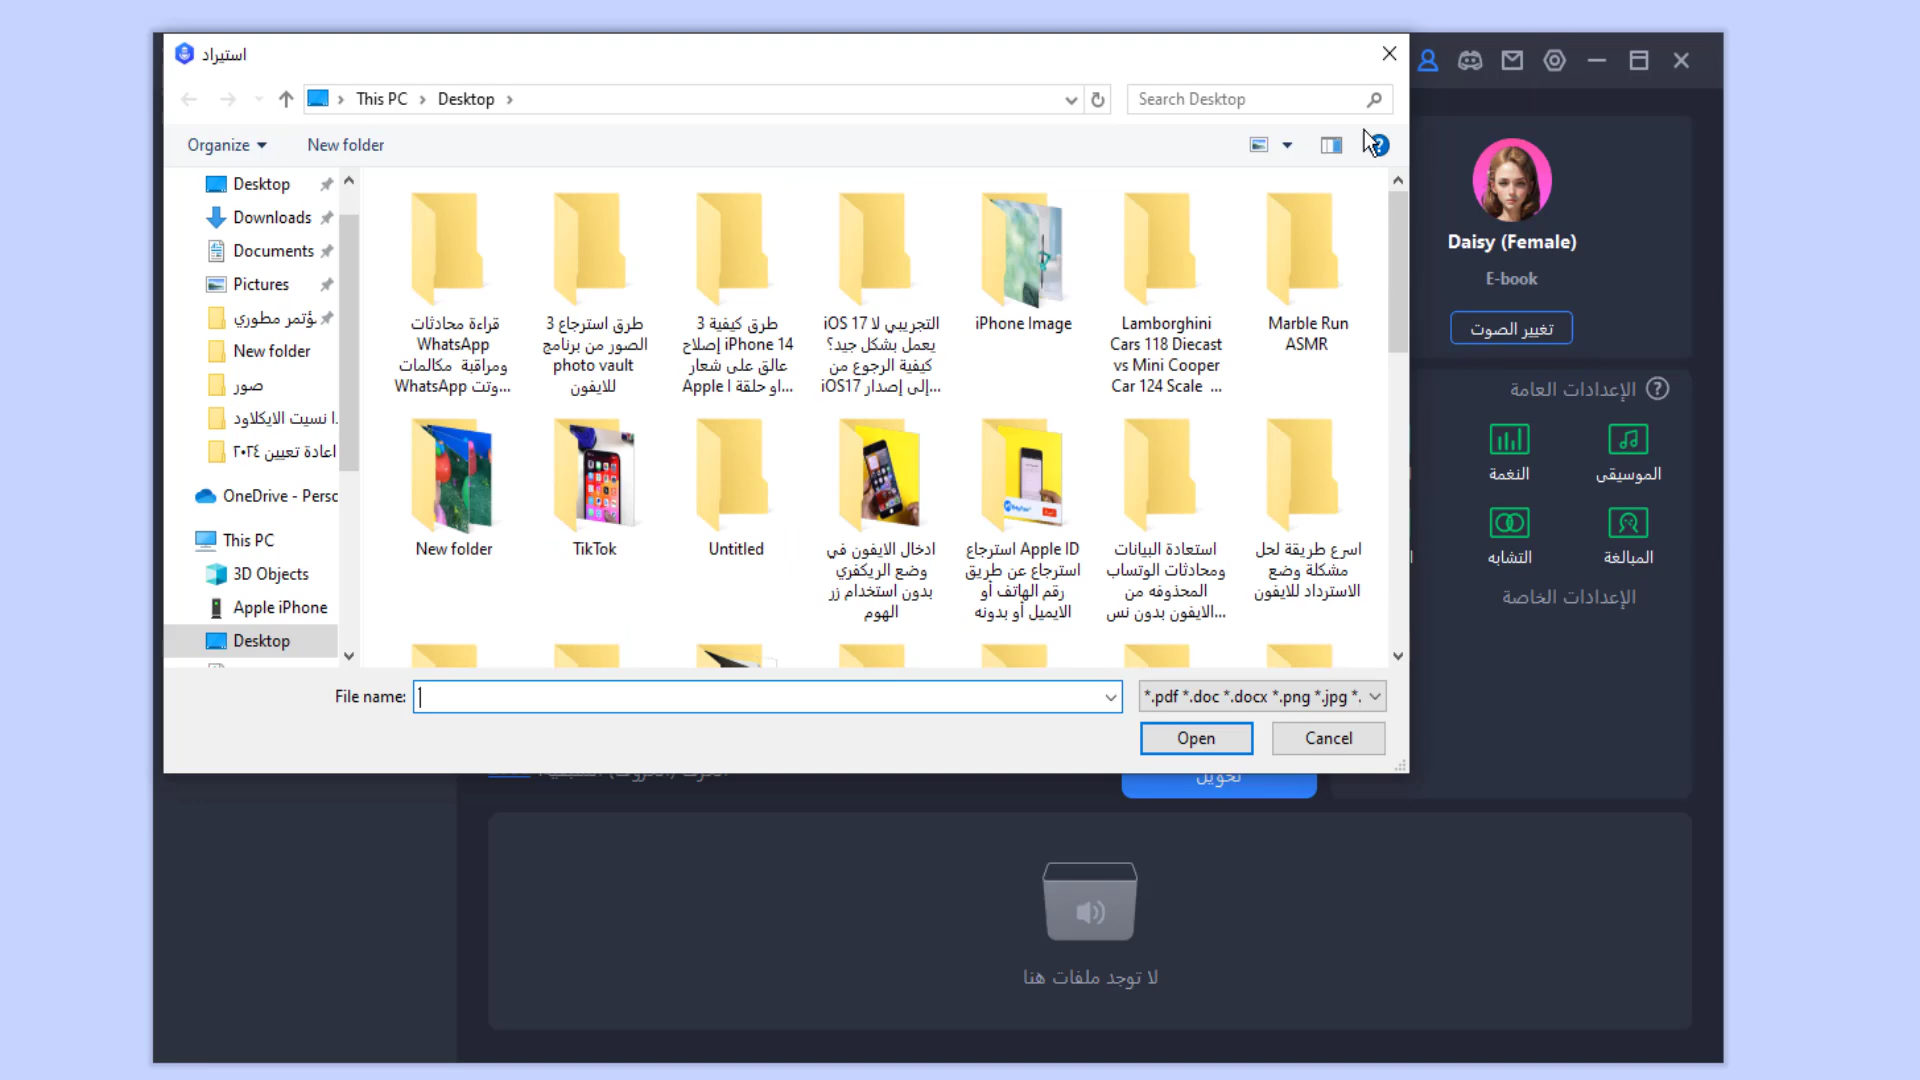 استيراد
This PC
Desktop
Search Desktop
Organize
New folder
Desktop
Downloads
Documents
Pictures
ؤتمر مطوري
New folder
صور
ا نسيت الايكلاود
اعادة تعيين ٢٠٢٤
OneDrive - Persc
This PC
3D Objects
Apple iPhone
Desktop
قراءة محادثات
WhatsApp
ومراقبة مكالمات
WhatsApp وتت...
3 طرق استرجاع
الصور من برنامج
photo vault
للايفون
3 طرق كيفية
إصلاح iPhone 14
عالق على شعار
Apple او حلقة ا...
iOS 17 التجريبي لا
يعمل بشكل جيد؟
كيفية الرجوع من
iOS17 إلى إصدار...
iPhone Image
Lamborghini
Cars 118 Diecast
vs Mini Cooper
Car 124 Scale ...
Marble Run
ASMR
New folder
TikTok
Untitled
ادخال الايفون في
وضع الريكفري
بدون استخدام زر
الهوم
استرجاع Apple ID
استرجاع عن طريق
رقم الهاتف أو
الايميل أو بدونه
استعادة البيانات
ومحادثات الوتساب
المحذوفه من
الايفون بدون نس...
اسرع طريقة لحل
مشكلة وضع
الاسترداد للايفون
File name:
*.pdf *.doc *.docx *.png *.jpg *.
Open
Cancel
Daisy (Female)
E-book
تغيير الصوت
الإعدادات العامة
الموسيقى
النغمة
المبالغة
التشابه
الإعدادات الخاصة
تحويل
لا توجد ملفات هنا